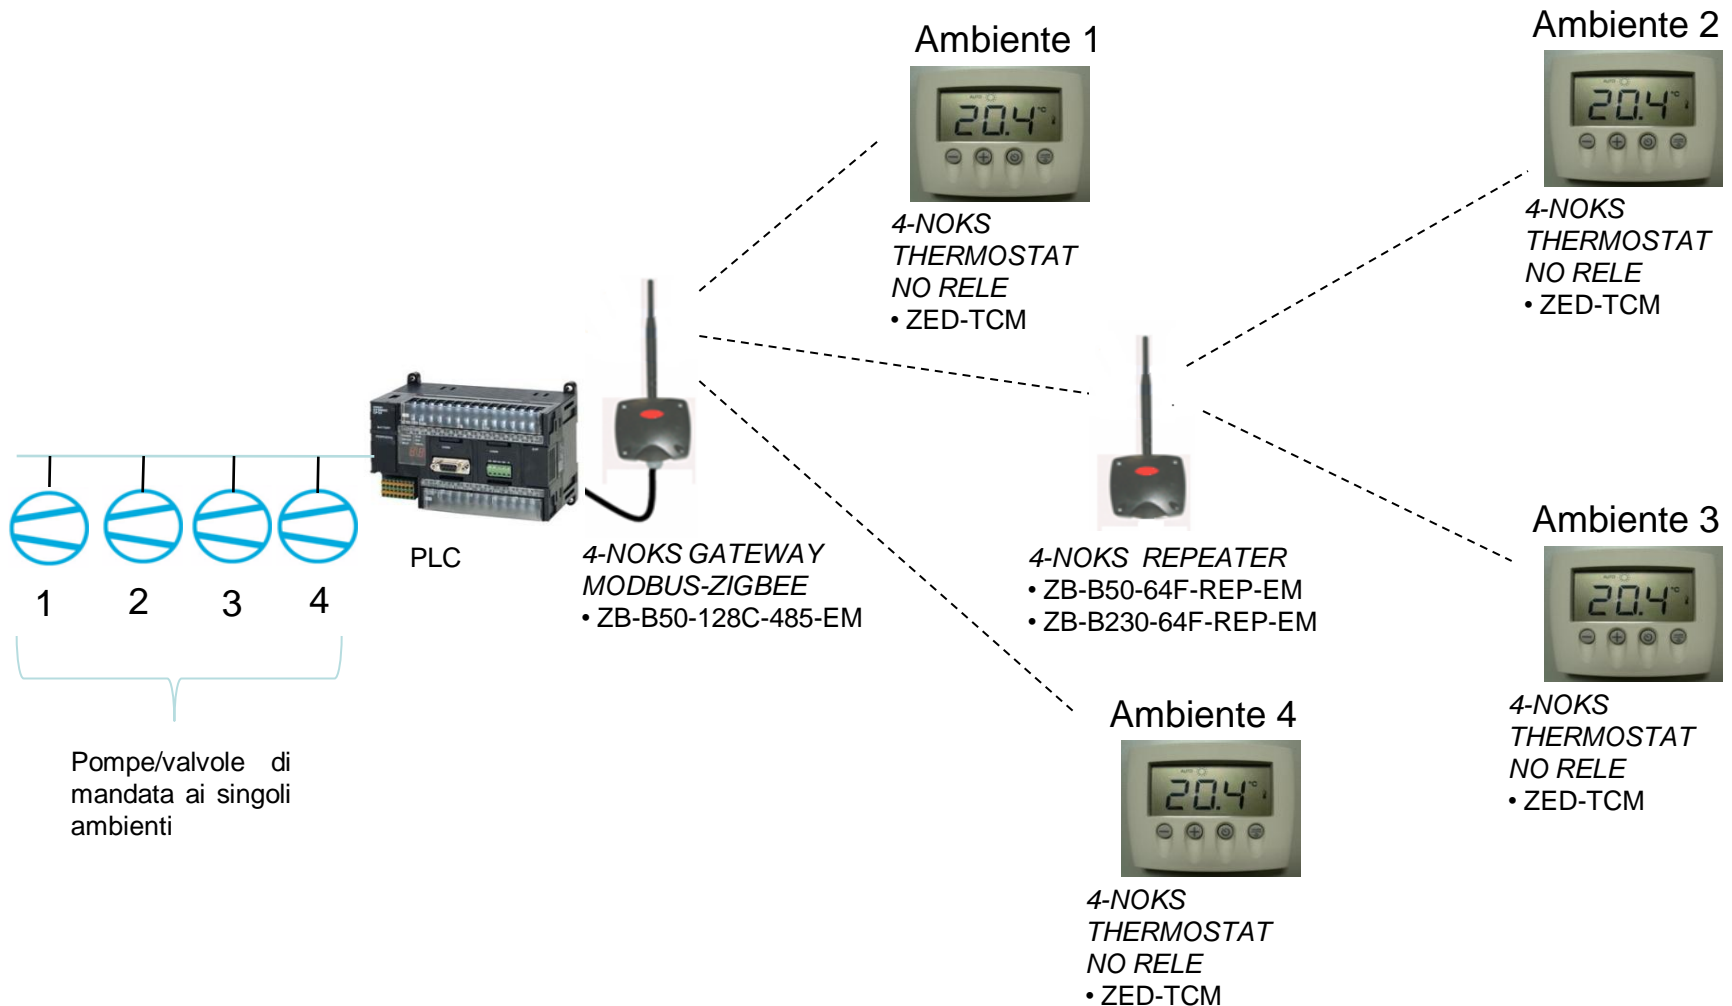 Ambiente 1
AUTO
20.4 °C
4-NOKS
THERMOSTAT
NO RELE
• ZED-TCM
Ambiente 2
AUTO
20.4 °C
4-NOKS
THERMOSTAT
NO RELE
• ZED-TCM
PLC
4-NOKS GATEWAY
MODBUS-ZIGBEE
• ZB-B50-128C-485-EM
4-NOKS REPEATER
• ZB-B50-64F-REP-EM
• ZB-B230-64F-REP-EM
Ambiente 3
AUTO
20.4 °C
4-NOKS
THERMOSTAT
NO RELE
• ZED-TCM
1 2 3 4
Pompe/valvole di
mandata ai singoli
ambienti
Ambiente 4
AUTO
20.4 °C
4-NOKS
THERMOSTAT
NO RELE
• ZED-TCM